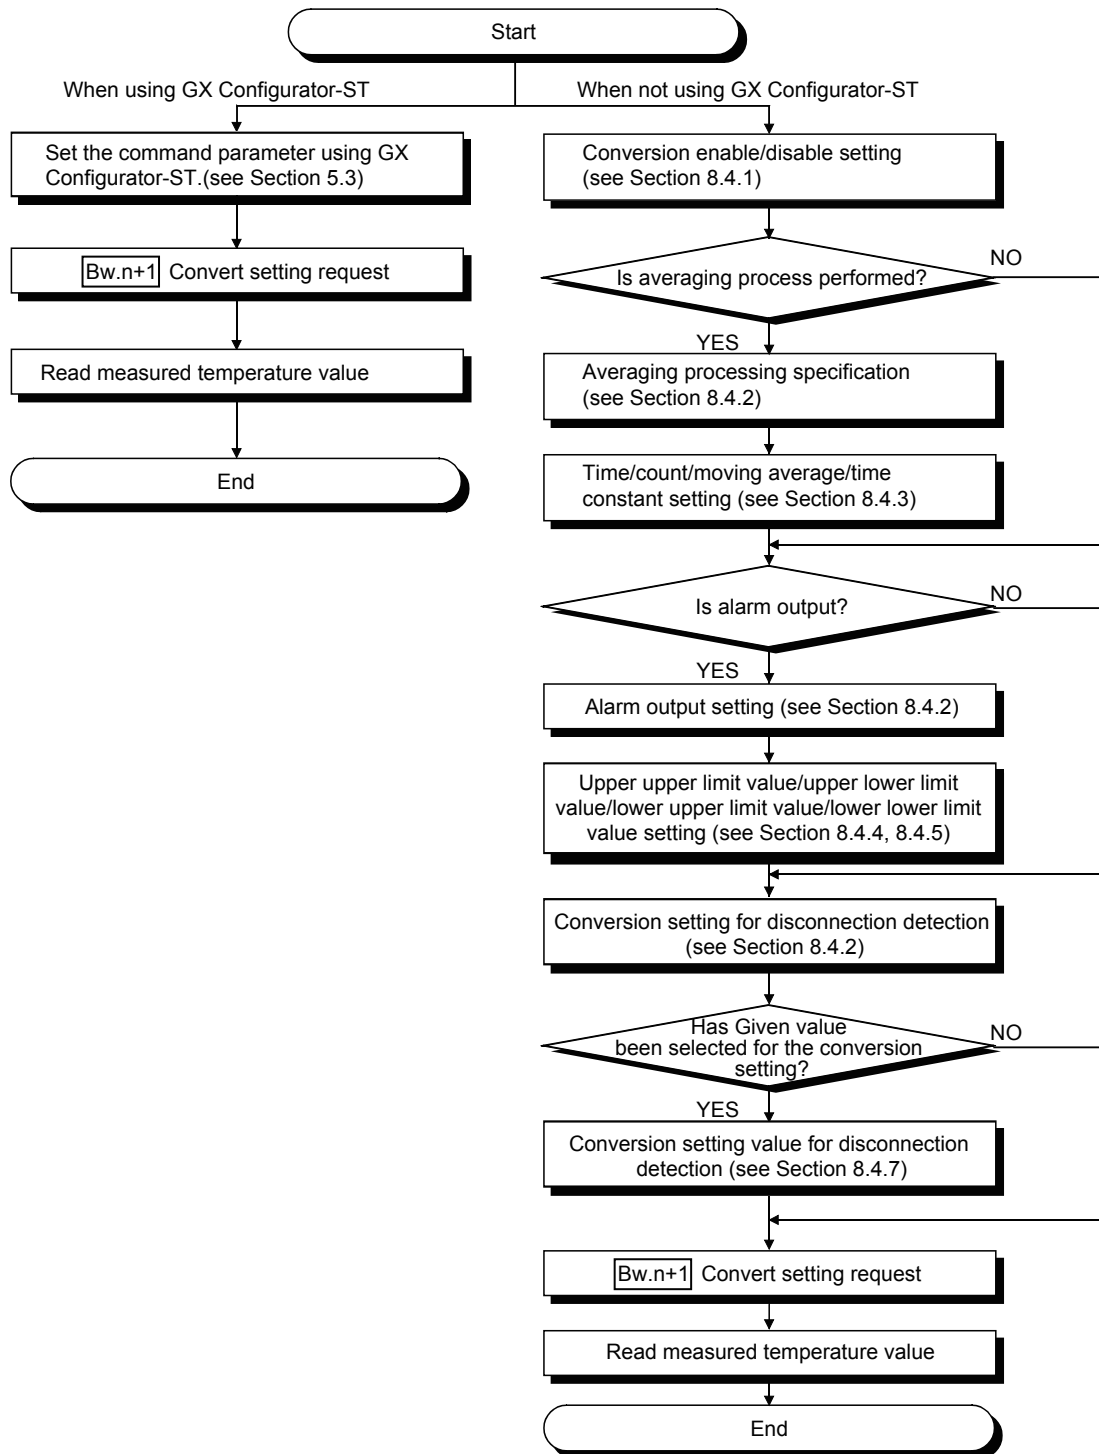 Start
When using GX Configurator-ST
When not using GX Configurator-ST
Set the command parameter using GX
Configurator-ST.(see Section 5.3)
Bw.n+1 Convert setting request
Read measured temperature value
End
Conversion enable/disable setting
(see Section 8.4.1)
Is averaging process performed?
NO
YES
Averaging processing specification
(see Section 8.4.2)
Time/count/moving average/time
constant setting (see Section 8.4.3)
Is alarm output?
NO
YES
Alarm output setting (see Section 8.4.2)
Upper upper limit value/upper lower limit
value/lower upper limit value/lower lower limit
value setting (see Section 8.4.4, 8.4.5)
Conversion setting for disconnection detection
(see Section 8.4.2)
Has Given value
been selected for the conversion
setting?
NO
YES
Conversion setting value for disconnection
detection (see Section 8.4.7)
Bw.n+1 Convert setting request
Read measured temperature value
End